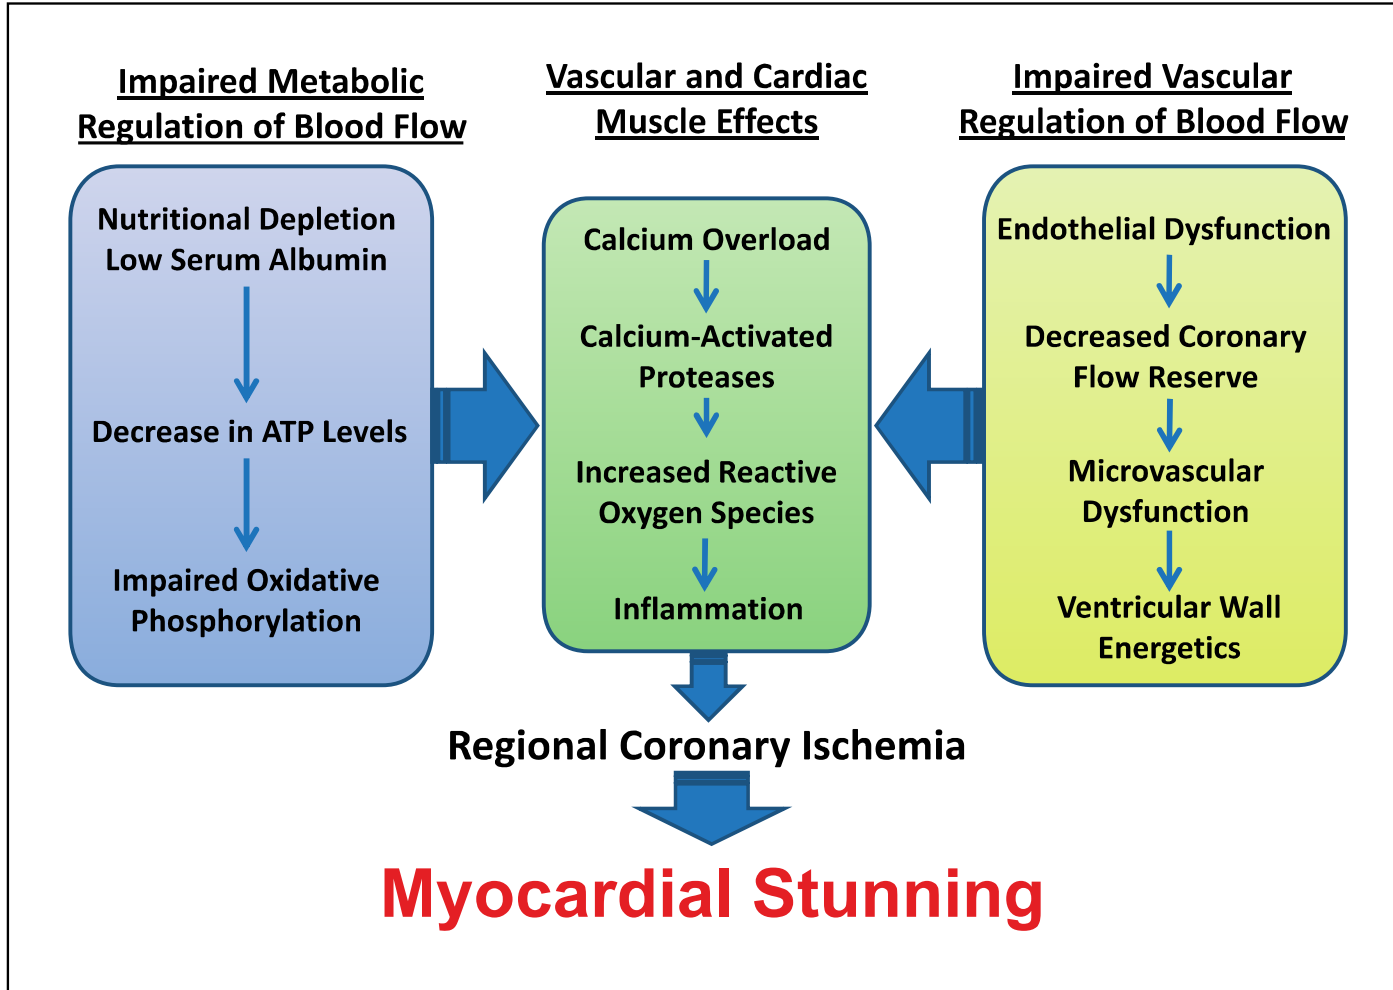 Impaired Metabolic
Regulation of Blood Flow
Nutritional Depletion
Low Serum Albumin
Decrease in ATP Levels
Impaired Oxidative
Phosphorylation
Vascular and Cardiac
Muscle Effects
Calcium Overload
Calcium-Activated
Proteases
Increased Reactive
Oxygen Species
Inflammation
Impaired Vascular
Regulation of Blood Flow
Endothelial Dysfunction
Decreased Coronary
Flow Reserve
Microvascular
Dysfunction
Ventricular Wall
Energetics
Regional Coronary Ischemia
Myocardial Stunning